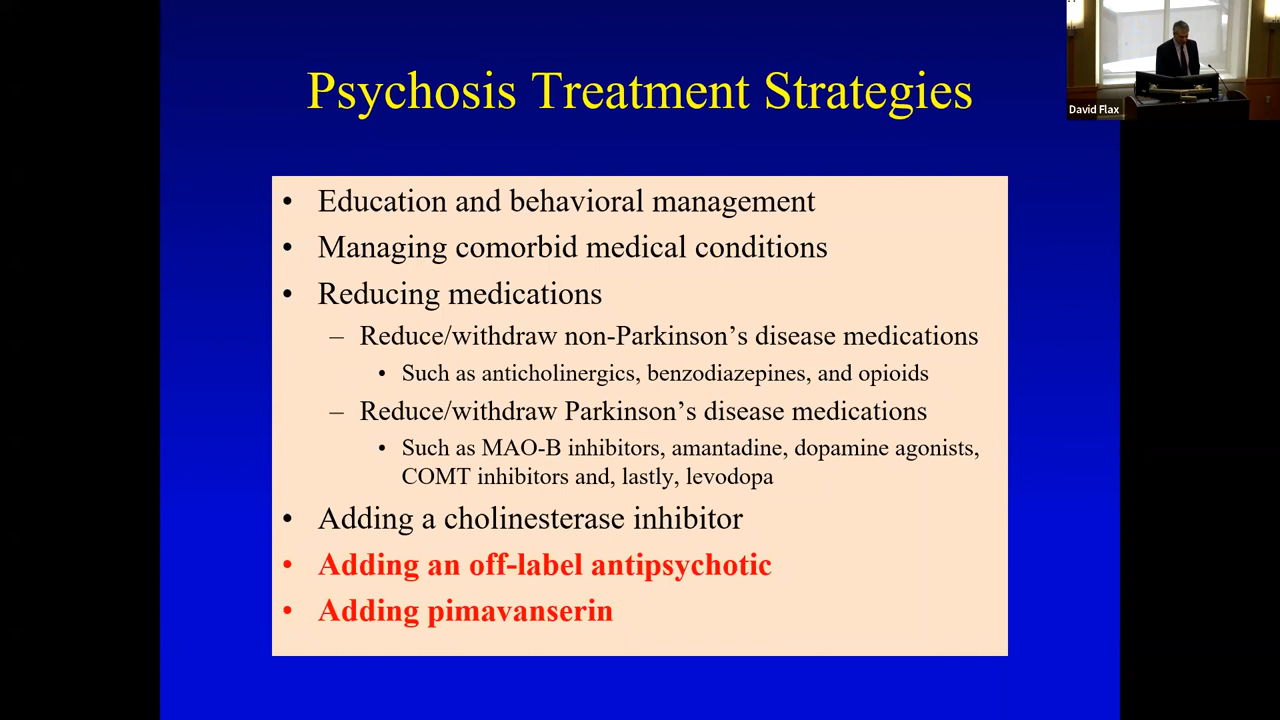 Psychosis Treatment Strategies
• Education and behavioral management
• Managing comorbid medical conditions
• Reducing medications
– Reduce/withdraw non-Parkinson’s disease medications
• Such as anticholinergics, benzodiazepines, and opioids
– Reduce/withdraw Parkinson’s disease medications
• Such as MAO-B inhibitors, amantadine, dopamine agonists,
COMT inhibitors and, lastly, levodopa
• Adding a cholinesterase inhibitor
• Adding an off-label antipsychotic
• Adding pimavanserin
David Flax